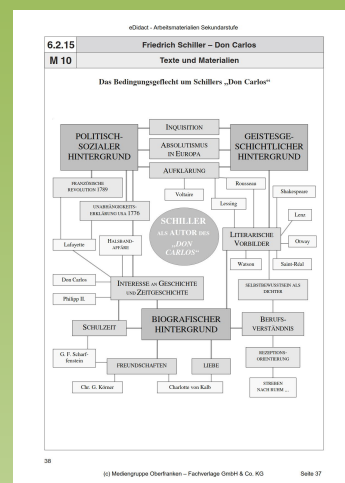 eDidact - Arbeitsmaterialien Sekundarstufe
6.2.15
Friedrich Schiller – Don Carlos
M 10
Texte und Materialien
Das Bedingungsgeflecht um Schillers „Don Carlos“
INQUISITION
POLITISCH-
SOZIALER
HINTERGRUND
ABSOLUTISMUS
IN EUROPA
GEISTESGE-
SCHICHTLICHER
HINTERGRUND
AUFKLÄRUNG
FRANZÖSISCHE
REVOLUTION 1789
Voltaire
Rousseau
Shakespeare
UNABHÄNGIGKEITS-
ERKLÄRUNG USA 1776
Lessing
SCHILLER
ALS AUTOR DES
„DON
CARLOS“
Lenz
Lafayette
HALSBAND-
AFFÄRE
LITERARISCHE
VORBILDER
Otway
Watson
Saint-Réal
Don Carlos
Philipp II.
INTERESSE AN GESCHICHTE
UND ZEITGESCHICHTE
SELBSTBEWUSSTSEIN ALS
DICHTER
SCHULZEIT
BIOGRAFISCHER
HINTERGRUND
BERUFS-
VERSTÄNDNIS
G. F. Scharf-
fenstein
FREUNDSCHAFTEN
LIEBE
REZEPTIONS-
ORIENTIERUNG
Chr. G. Körner
Charlotte von Kalb
STREBEN
NACH RUHM ...
38
(c) Mediengruppe Oberfranken – Fachverlage GmbH & Co. KG
Seite 37